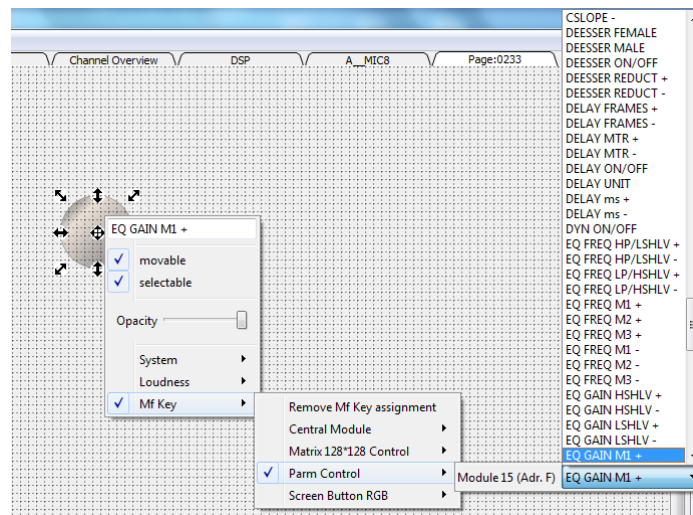 Channel Overview
DSP
A__MIC8
Page:0233
EQ GAIN M1 +
movable
selectable
Opacity
System
Loudness
Mf Key
Remove Mf Key assignment
Central Module
Matrix 128*128 Control
Parm Control
Screen Button RGB
Module 15 (Adr. F)
CSLOPE -
DEESSER FEMALE
DEESSER MALE
DEESSER ON/OFF
DEESSER REDUCT +
DEESSER REDUCT -
DELAY FRAMES +
DELAY FRAMES -
DELAY MTR +
DELAY MTR -
DELAY ON/OFF
DELAY UNIT
DELAY ms +
DELAY ms -
DYN ON/OFF
EQ FREQ HP/LSHLV +
EQ FREQ HP/LSHLV -
EQ FREQ LP/HSHLV +
EQ FREQ LP/HSHLV -
EQ FREQ M1 +
EQ FREQ M2 +
EQ FREQ M3 +
EQ FREQ M1 -
EQ FREQ M2 -
EQ FREQ M3 -
EQ GAIN HSHLV +
EQ GAIN HSHLV -
EQ GAIN LSHLV +
EQ GAIN LSHLV -
EQ GAIN M1 +
EQ GAIN M1 +